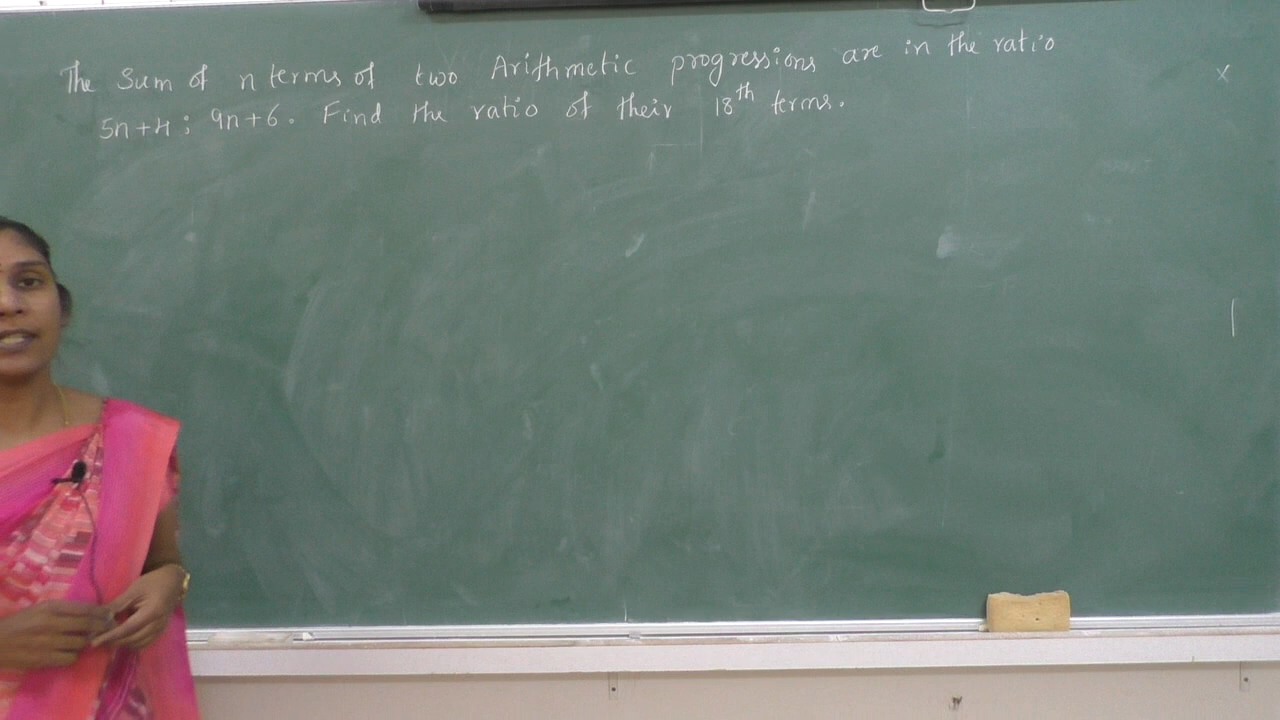 The Sum of n terms of two Arithmetic progressions are in the ratio
5n+4 ; 9n+6. Find the ratio of their 18th terms.